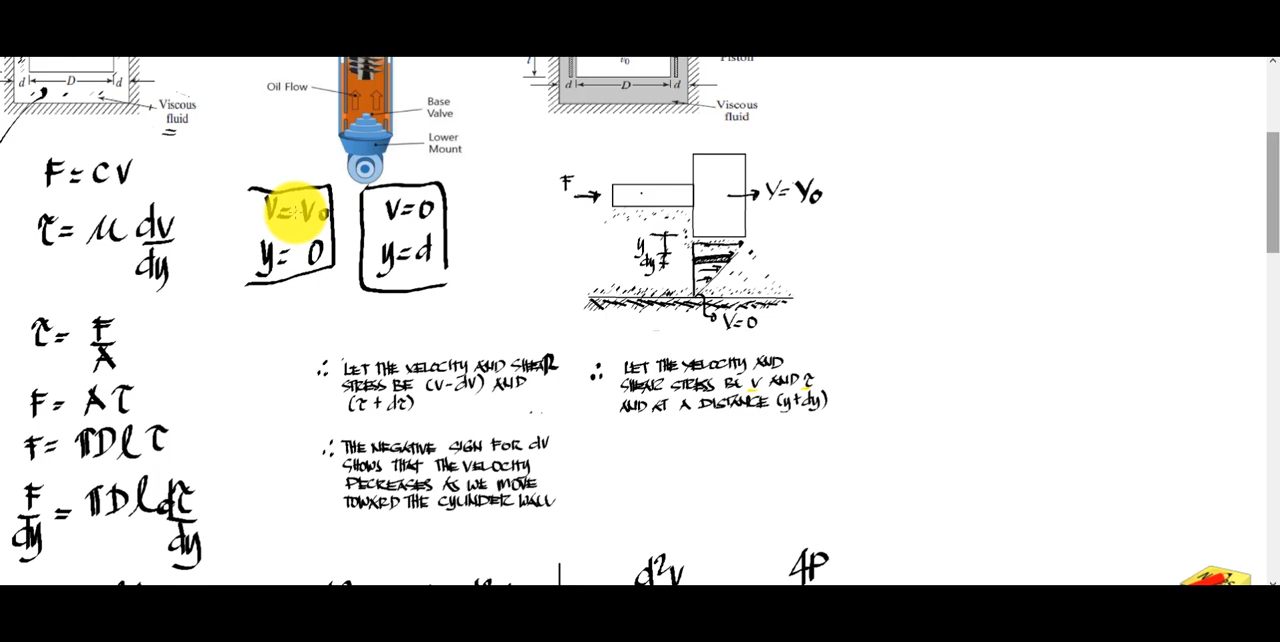 d D d
Viscous
fluid
=
F = CV
τ = μ dv
dy
τ = F
A
F = Aτ
F = πDlτ
F = πDl dτ
dy dy
Oil Flow
Base
Valve
Lower
Mount
V = V0
y = 0
V = 0
y = d
∴ LET THE VELOCITY AND SHEAR
STRESS BE (V-dV) AND
(τ + dτ)
∴ THE NEGATIVE SIGN FOR dV
SHOWS THAT THE VELOCITY
DECREASES AS WE MOVE
TOWARD THE CYLINDER WALL
Piston
v0
l
d D d
Viscous
fluid
F
V = V0
y
dy
V = 0
∴ LET THE VELOCITY AND
SHEAR STRESS BE V AND τ
AND AT A DISTANCE (y+dy)
d²V 4P